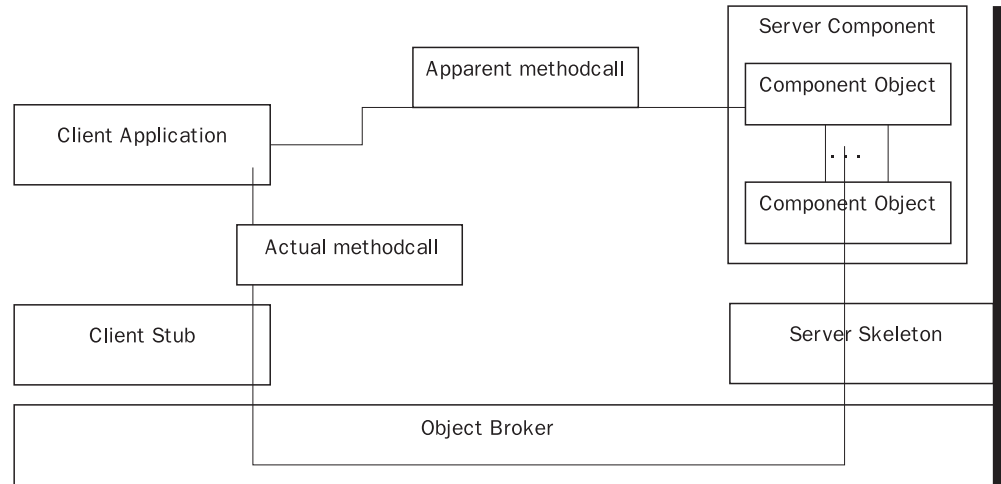 Server Component
Apparent methodcall
Component Object
Client Application
. . .
Component Object
Actual methodcall
Client Stub
Server Skeleton
Object Broker